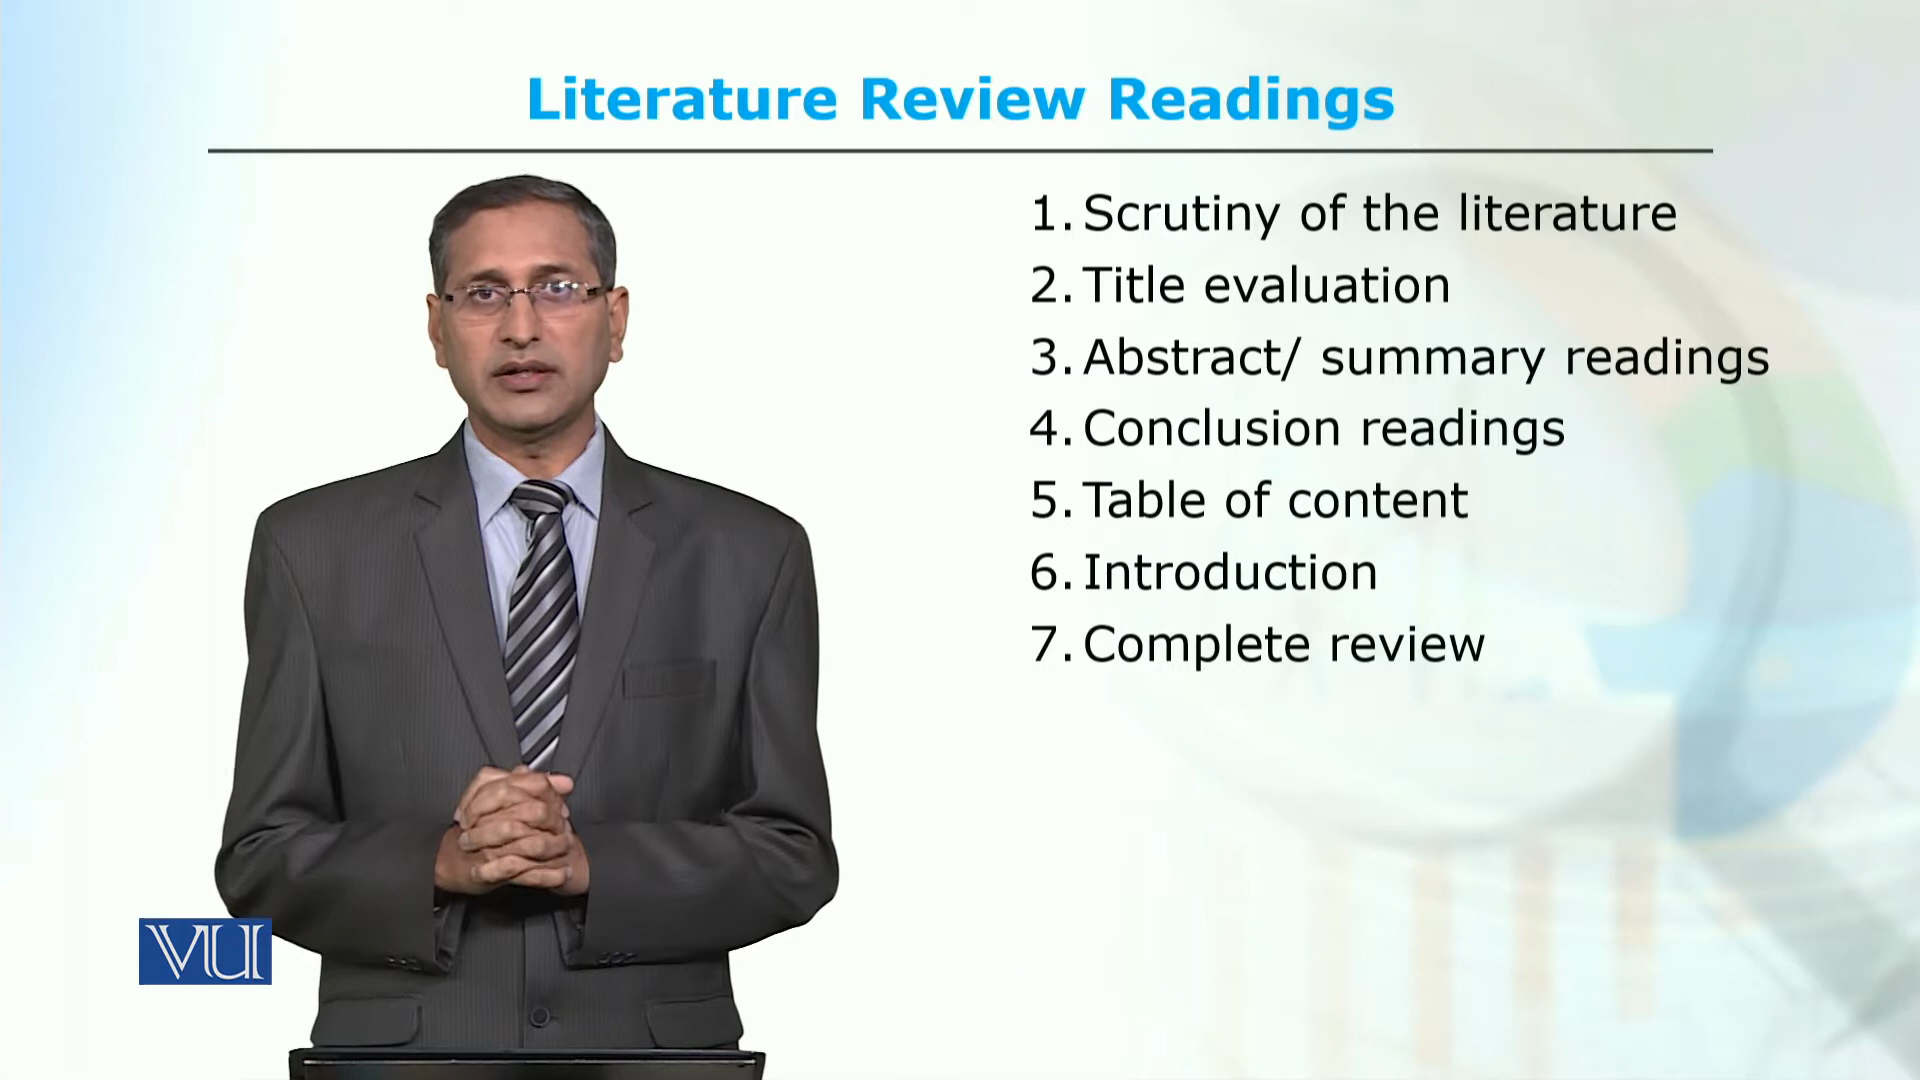 Literature Review Readings
1. Scrutiny of the literature
2. Title evaluation
3. Abstract/ summary readings
4. Conclusion readings
5. Table of content
6. Introduction
7. Complete review
VU